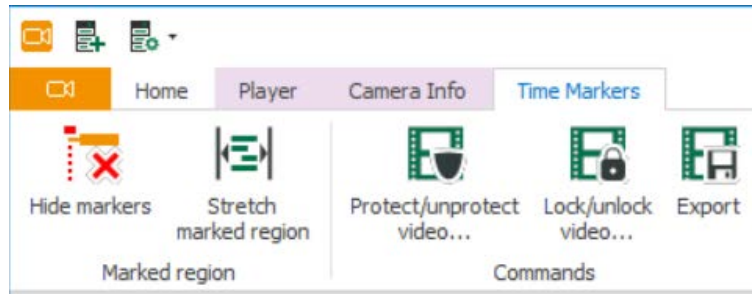 Home Player Camera Info Time Markers
Hide markers
Stretch
marked region
Protect/unprotect
video...
Lock/unlock
video...
Export
Marked region
Commands